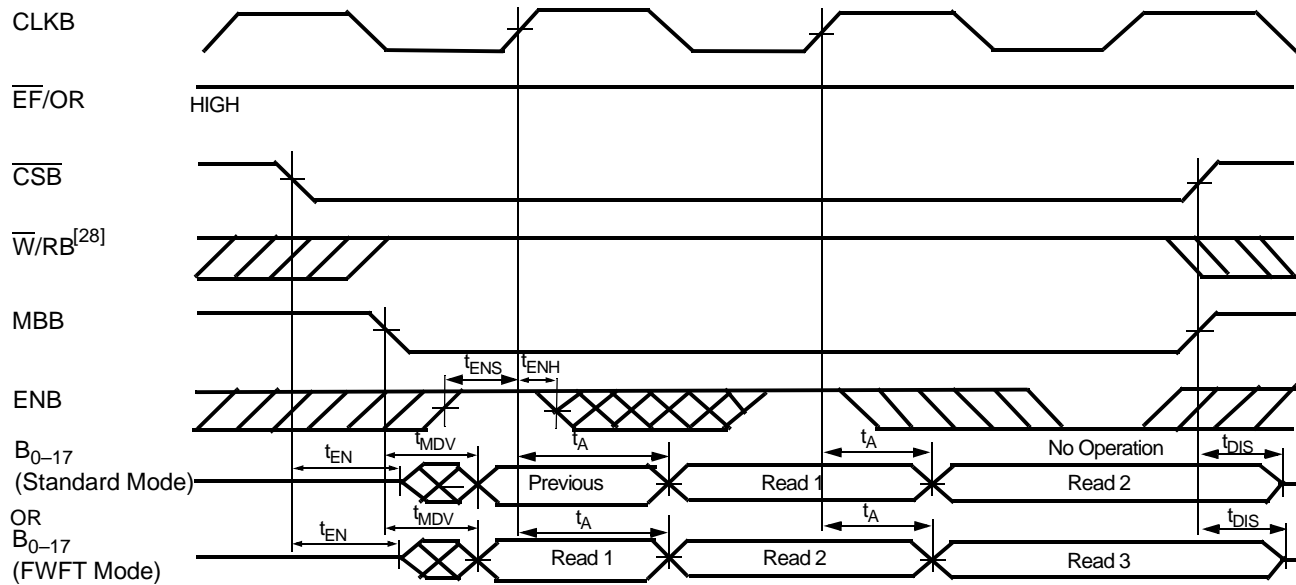 CLKB
EF/OR HIGH
CSB
W/RB[28]
MBB
tENS tENH
ENB
tMDV tA tA No Operation tDIS
B0–17 tEN
(Standard Mode) Previous Read 1 Read 2
OR
tMDV tA tA tDIS
B0–17 tEN
(FWFT Mode) Read 1 Read 2 Read 3